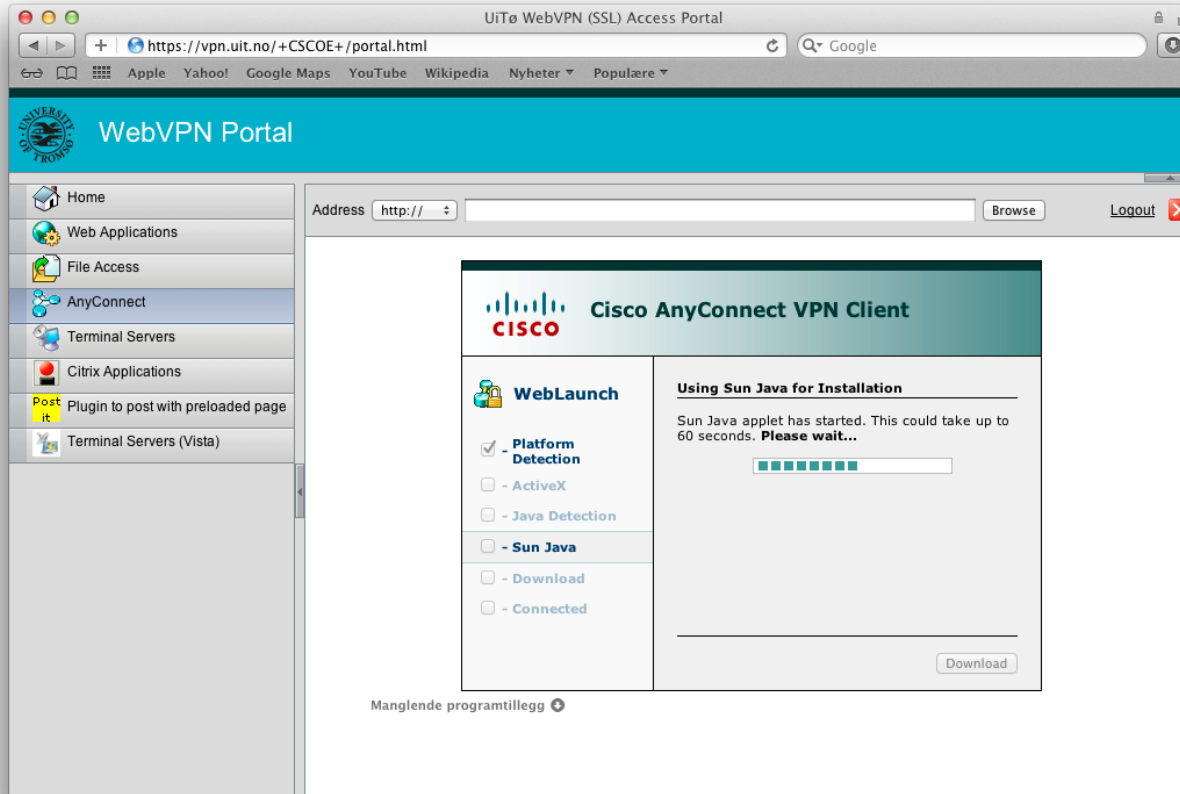 UiTø WebVPN (SSL) Access Portal
https://vpn.uit.no/+CSCOE+/portal.html
Google
Apple Yahoo! Google Maps YouTube Wikipedia Nyheter Populære
UNIVERSITY OF TROMSØ
WebVPN Portal
Home
Web Applications
File Access
AnyConnect
Terminal Servers
Citrix Applications
Post it
Plugin to post with preloaded page
Terminal Servers (Vista)
Address http:// Browse Logout
CISCO
Cisco AnyConnect VPN Client
WebLaunch
- Platform
Detection
- ActiveX
- Java Detection
- Sun Java
- Download
- Connected
Using Sun Java for Installation
Sun Java applet has started. This could take up to
60 seconds. Please wait...
Download
Manglende programtillegg